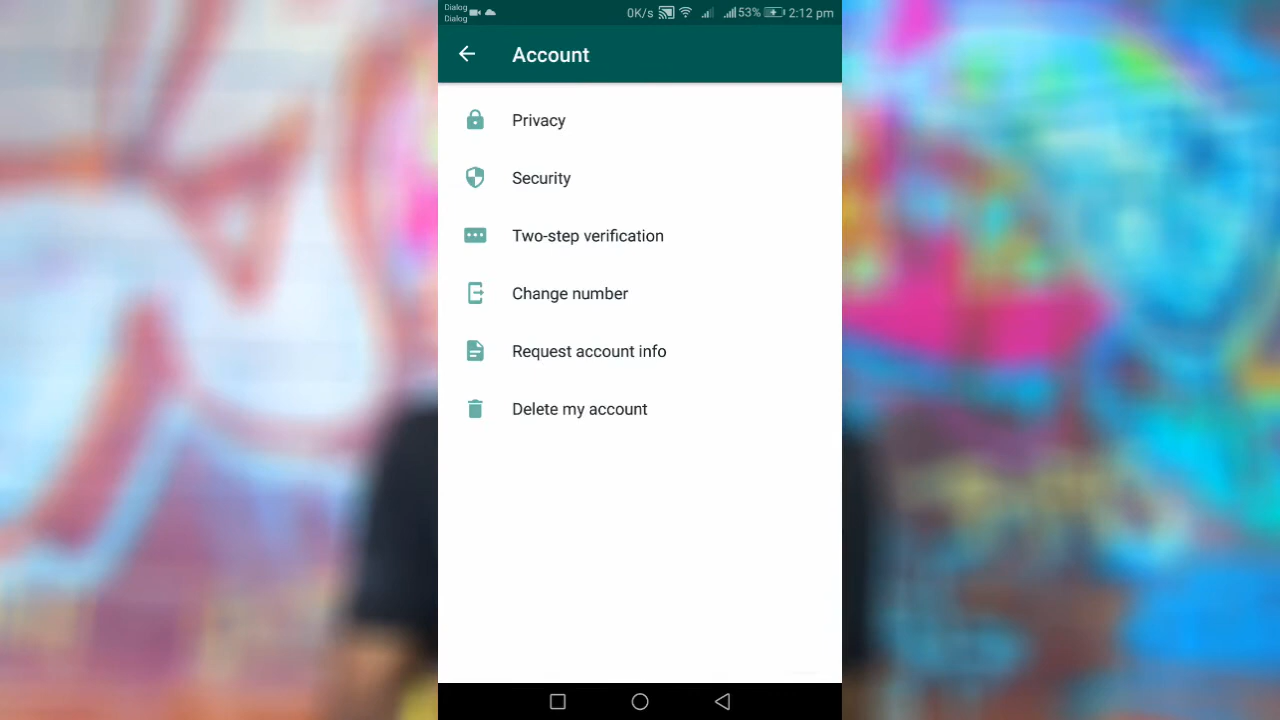 Dialog
Dialog
0K/s 53% 2:12 pm
Account
Privacy
Security
Two-step verification
Change number
Request account info
Delete my account